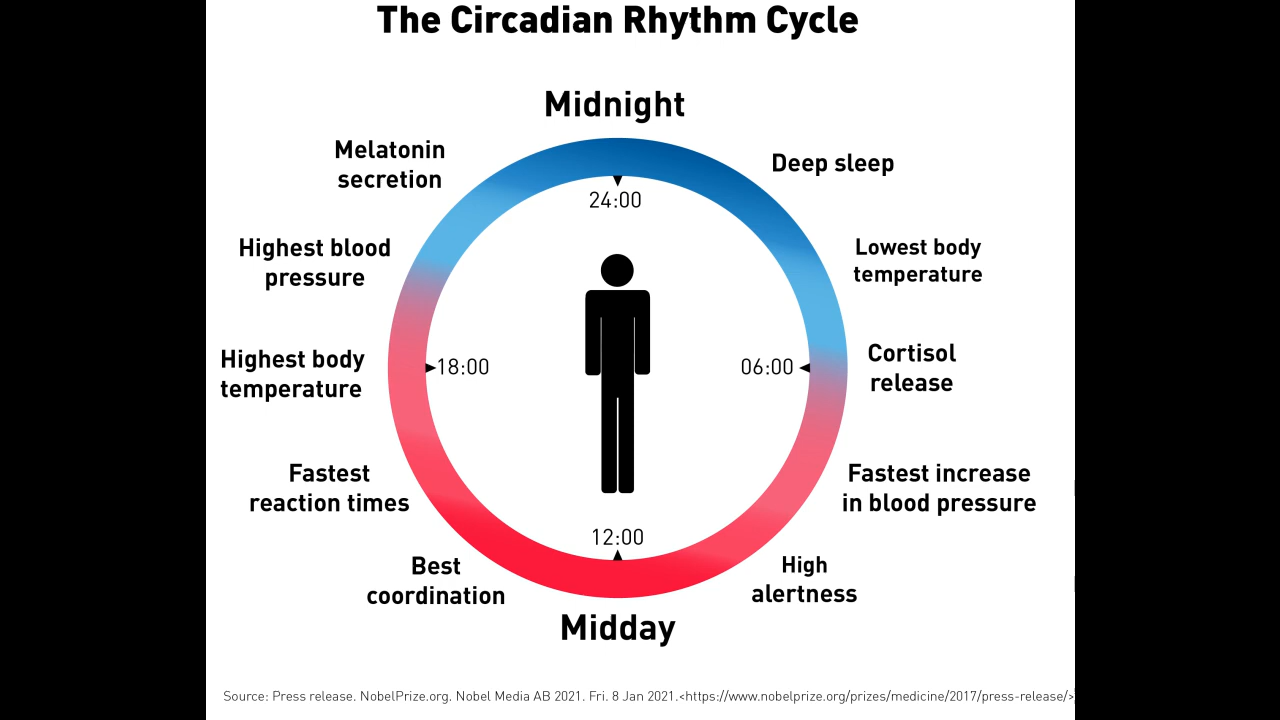 The Circadian Rhythm Cycle
Midnight
Melatonin
secretion
Deep sleep
24:00
Highest blood
pressure
Lowest body
temperature
Highest body
temperature
18:00
06:00
Cortisol
release
Fastest
reaction times
Fastest increase
in blood pressure
12:00
Best
coordination
High
alertness
Midday
Source: Press release. NobelPrize.org. Nobel Media AB 2021. Fri. 8 Jan 2021.<https://www.nobelprize.org/prizes/medicine/2017/press-release/>